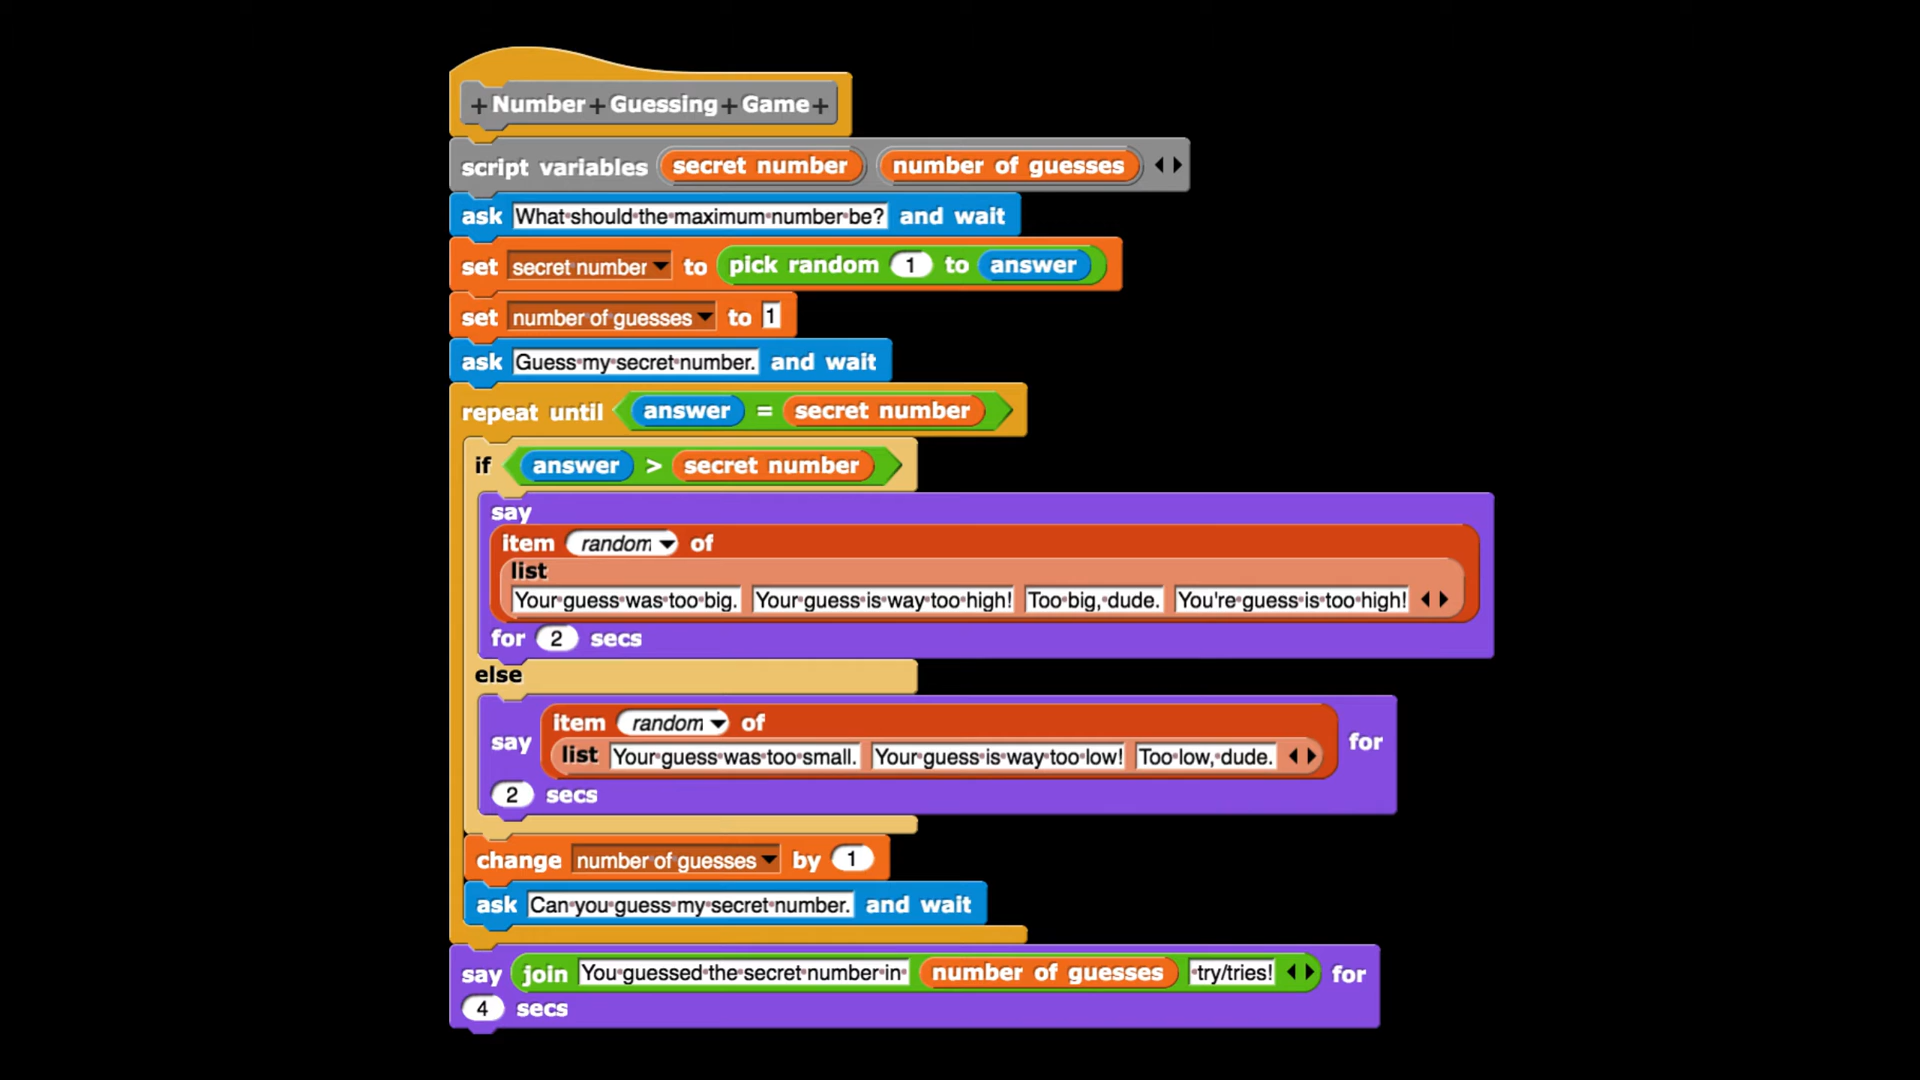 + Number + Guessing + Game +
script variables secret number number of guesses
ask What should the maximum number be? and wait
set secret number to pick random 1 to answer
set number of guesses to 1
ask Guess my secret number. and wait
repeat until answer = secret number
if answer > secret number
say
item random of
list
Your guess was too big. Your guess is way too high! Too big, dude. You're guess is too high!
for 2 secs
else
item random of
say list Your guess was too small. Your guess is way too low! Too low, dude. for
2 secs
change number of guesses by 1
ask Can you guess my secret number. and wait
say join You guessed the secret number in number of guesses try/tries! for
4 secs